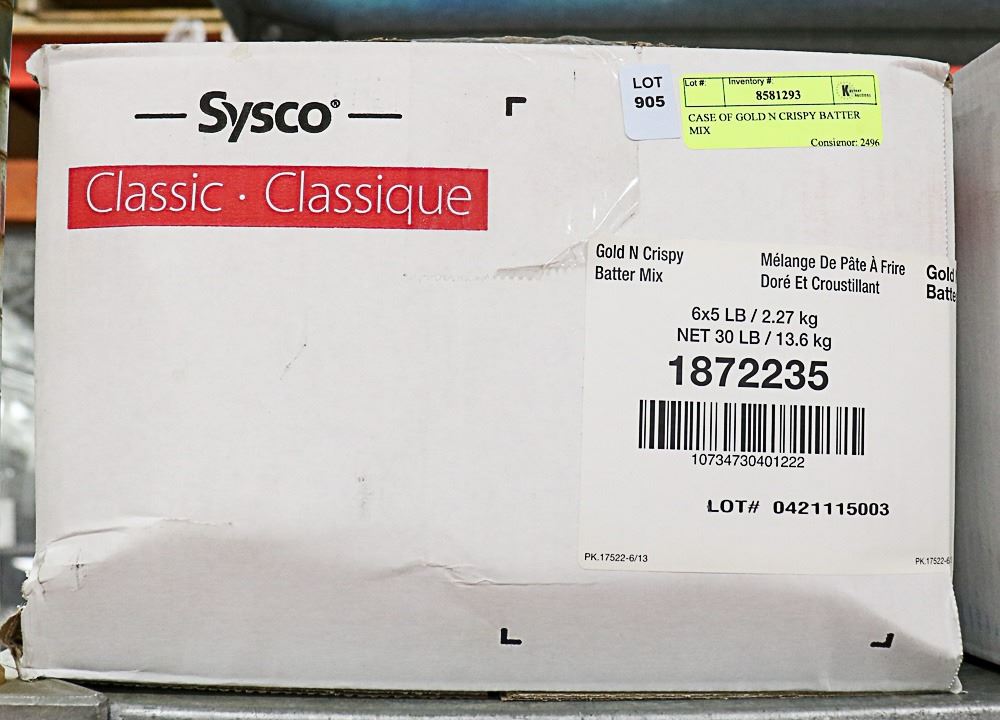 Sysco®
Classic · Classique
LOT
905
Lot #:
Inventory #:
8581293
CASE OF GOLD N CRISPY BATTER
MIX
Consignor: 2496
Gold N Crispy
Batter Mix
Mélange De Pâte À Frire
Doré Et Croustillant
Gold
Batte
6x5 LB / 2.27 kg
NET 30 LB / 13.6 kg
1872235
10734730401222
LOT# 0421115003
PK.17522-6/13
PK.17522-6/